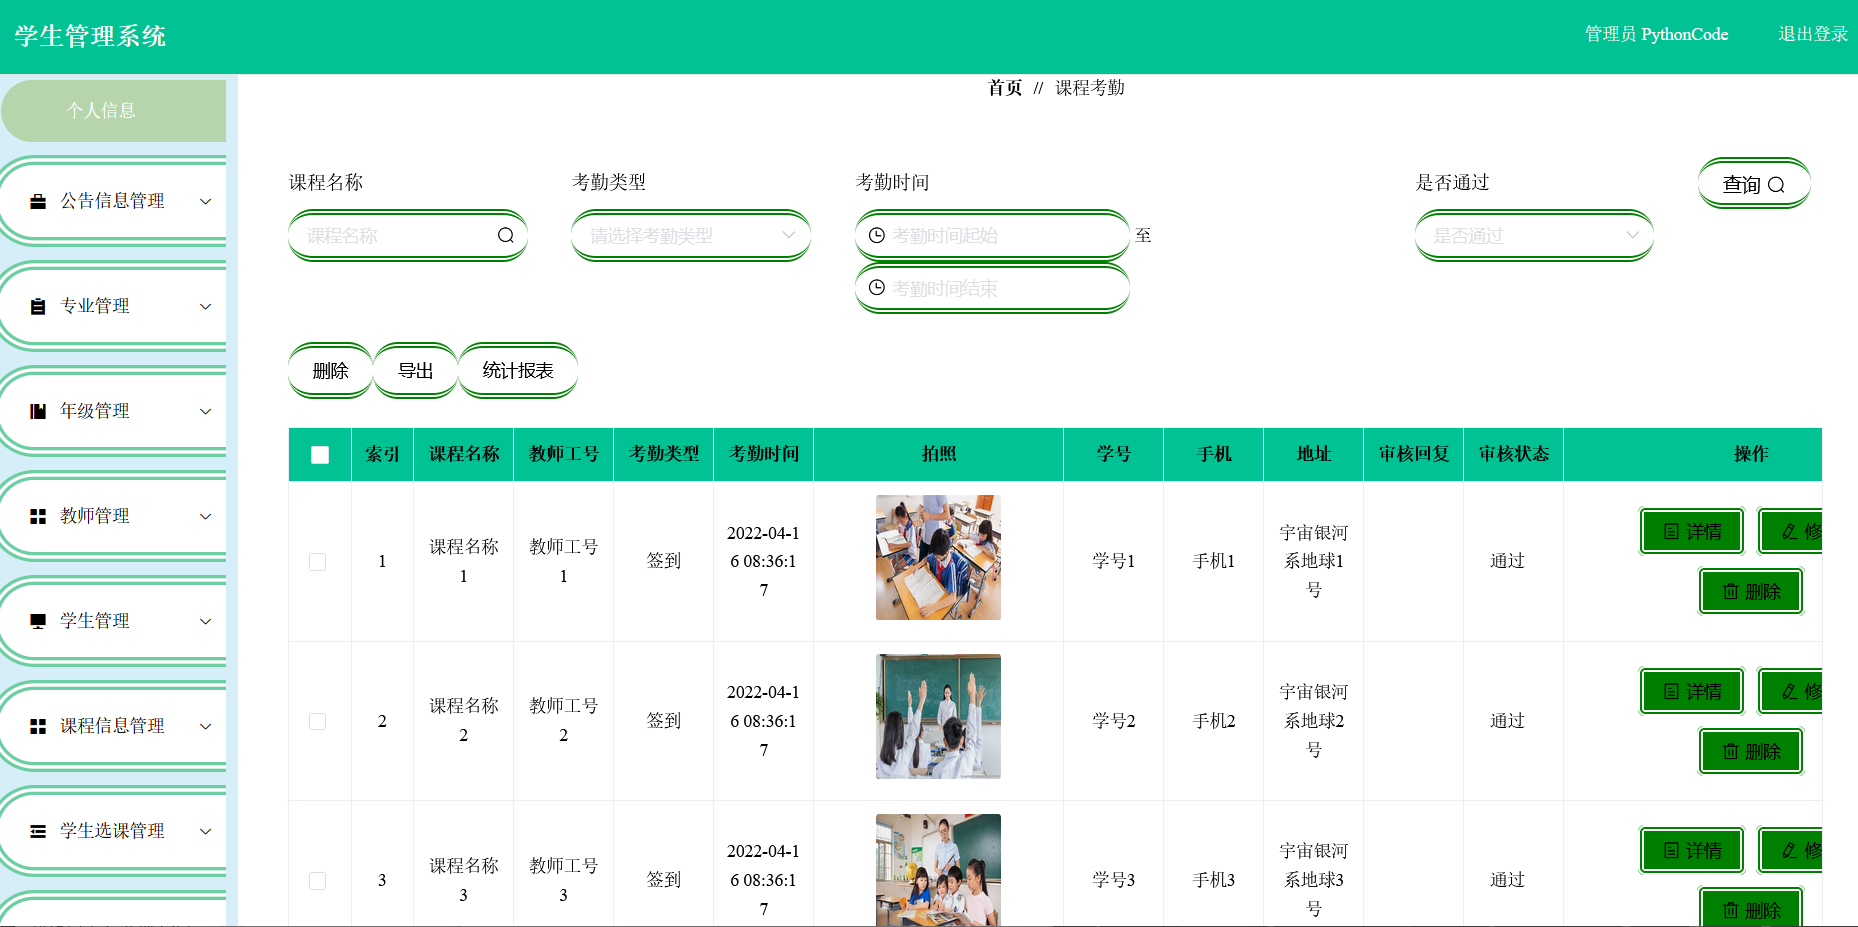 学生管理系统
管理员 PythonCode 退出登录
个人信息
公告信息管理
专业管理
年级管理
教师管理
学生管理
课程信息管理
学生选课管理
首页 // 课程考勤
课程名称 考勤类型 考勤时间 是否通过 查询
课程名称 请选择考勤类型 考勤时间起始 至 是否通过
考勤时间结束
删除 导出 统计报表
索引 课程名称 教师工号 考勤类型 考勤时间 拍照 学号 手机 地址 审核回复 审核状态 操作
1 课程名称1 教师工号1 签到 2022-04-16 08:36:17 学号1 手机1 宇宙银河系地球1号 通过 详情 修
删除
2 课程名称2 教师工号2 签到 2022-04-16 08:36:17 学号2 手机2 宇宙银河系地球2号 通过 详情 修
删除
3 课程名称3 教师工号3 签到 2022-04-16 08:36:17 学号3 手机3 宇宙银河系地球3号 通过 详情 修
删除